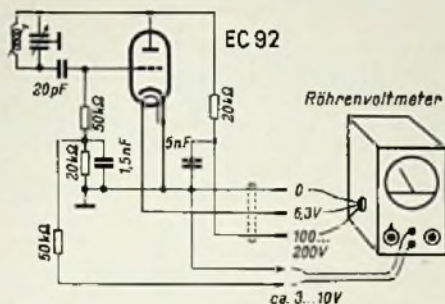 EC 92
20pF
50kΩ
20kΩ
1,5nF
5nF
20kΩ
50kΩ
Röhrenvoltmeter
0
6,3V
100...
200V
ca. 3...10V